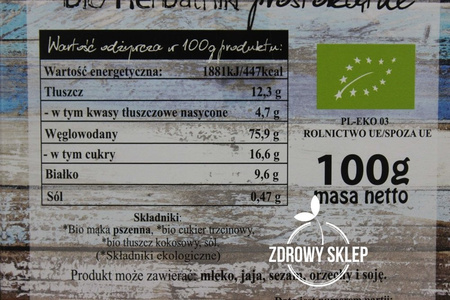 Bio Herbatniki prostokątne
Wartość odżywcza w 100g produktu:
Wartość energetyczna: 1881kJ/447kcal
Tłuszcz 12,3 g
- w tym kwasy tłuszczowe nasycone 4,7 g
Węglowodany 75,9 g
- w tym cukry 16,6 g
Białko 9,6 g
Sól 0,47 g
PL-EKO 03
ROLNICTWO UE/SPOZA UE
100g
masa netto
Składniki:
*Bio mąka pszenna, *bio cukier trzcinowy,
*bio tłuszcz kokosowy, sól.
(*Składniki ekologiczne)
ZDROWY SKLEP
Produkt może zawierać: mleko, jaja, sezam, orzechy i soję.